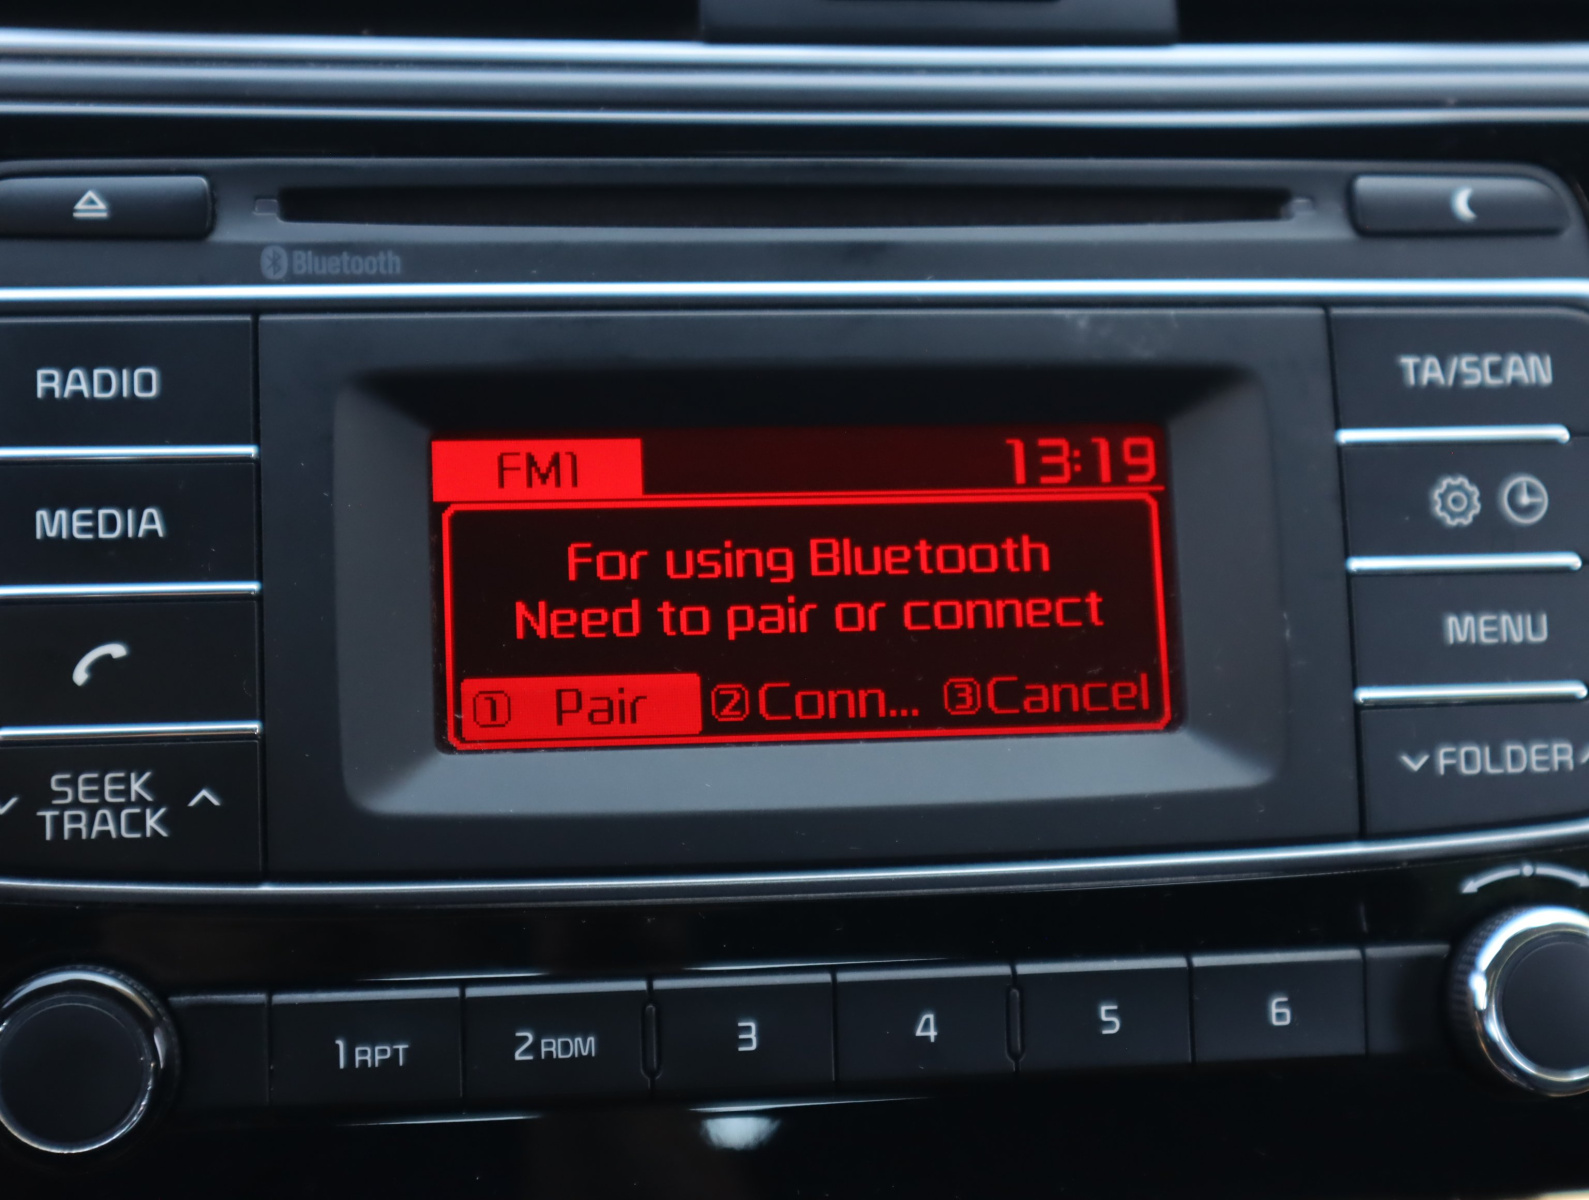 Bluetooth
RADIO
MEDIA
SEEK
TRACK
FM1 13:19
For using Bluetooth
Need to pair or connect
① Pair ②Conn... ③Cancel
TA/SCAN
MENU
FOLDER
1 RPT 2 RDM 3 4 5 6